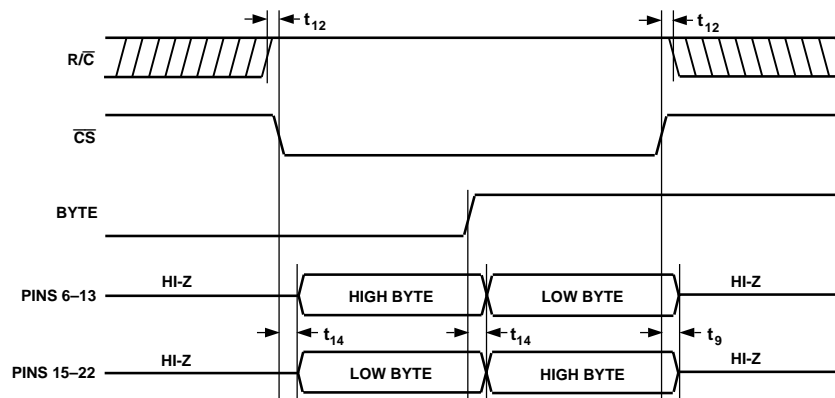 t12 t12
R/C̅
C̅S̅
BYTE
HI-Z HI-Z
PINS 6–13 HIGH BYTE LOW BYTE
t14 t14 t9
HI-Z HI-Z
PINS 15–22 LOW BYTE HIGH BYTE